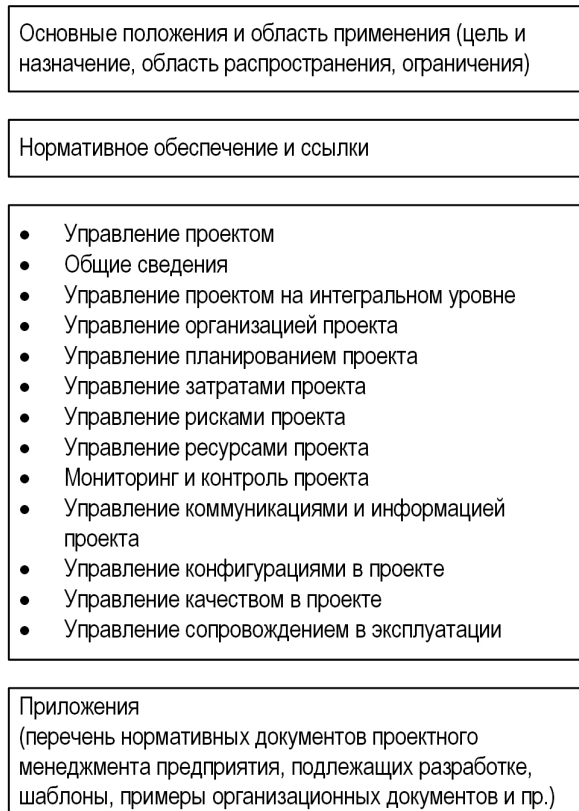 Основные положения и область применения (цель и
назначение, область распространения, ограничения)
Нормативное обеспечение и ссылки
• Управление проектом
• Общие сведения
• Управление проектом на интегральном уровне
• Управление организацией проекта
• Управление планированием проекта
• Управление затратами проекта
• Управление рисками проекта
• Управление ресурсами проекта
• Мониторинг и контроль проекта
• Управление коммуникациями и информацией
проекта
• Управление конфигурациями в проекте
• Управление качеством в проекте
• Управление сопровождением в эксплуатации
Приложения
(перечень нормативных документов проектного
менеджмента предприятия, подлежащих разработке,
шаблоны, примеры организационных документов и пр.)